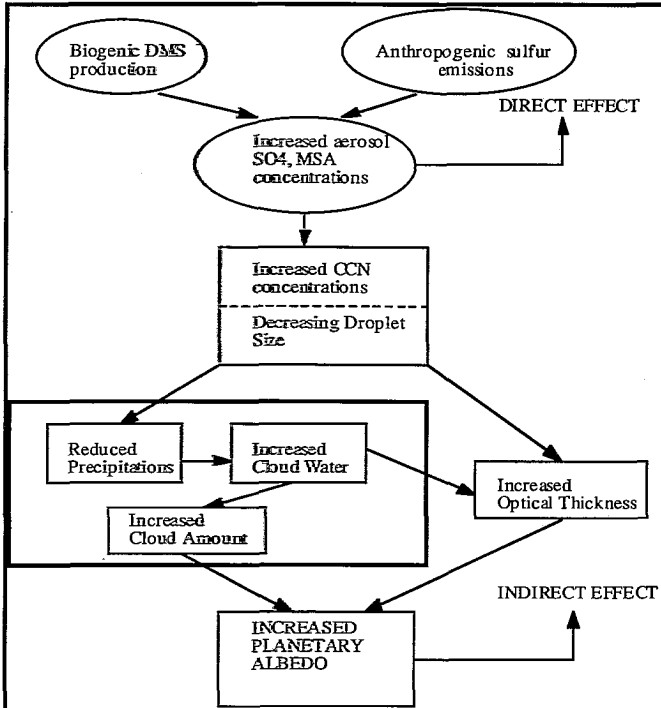 Biogenic DMS
production
Anthropogenic sulfur
emissions
DIRECT EFFECT
Increased aerosol
SO4, MSA
concentrations
Increased CCN
concentrations
Decreasing Droplet
Size
Reduced
Precipitations
Increased
Cloud Water
Increased
Optical Thickness
Increased
Cloud Amount
INDIRECT EFFECT
INCREASED
PLANETARY
ALBEDO